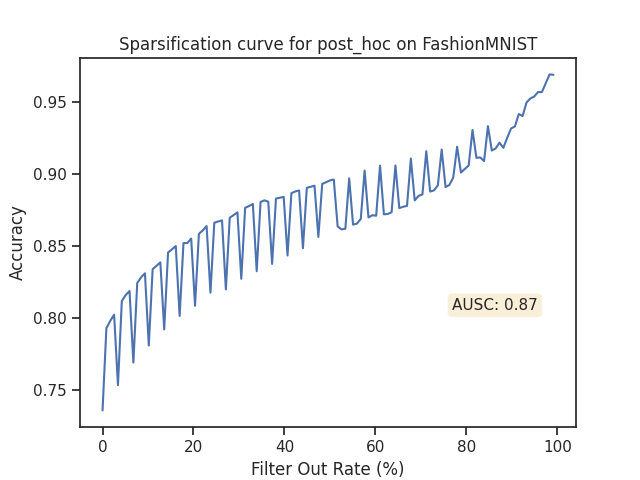 Sparsification curve for post_hoc on FashionMNIST
0.95
0.90
0.85
0.80
0.75
Accuracy
AUSC: 0.87
0 20 40 60 80 100
Filter Out Rate (%)